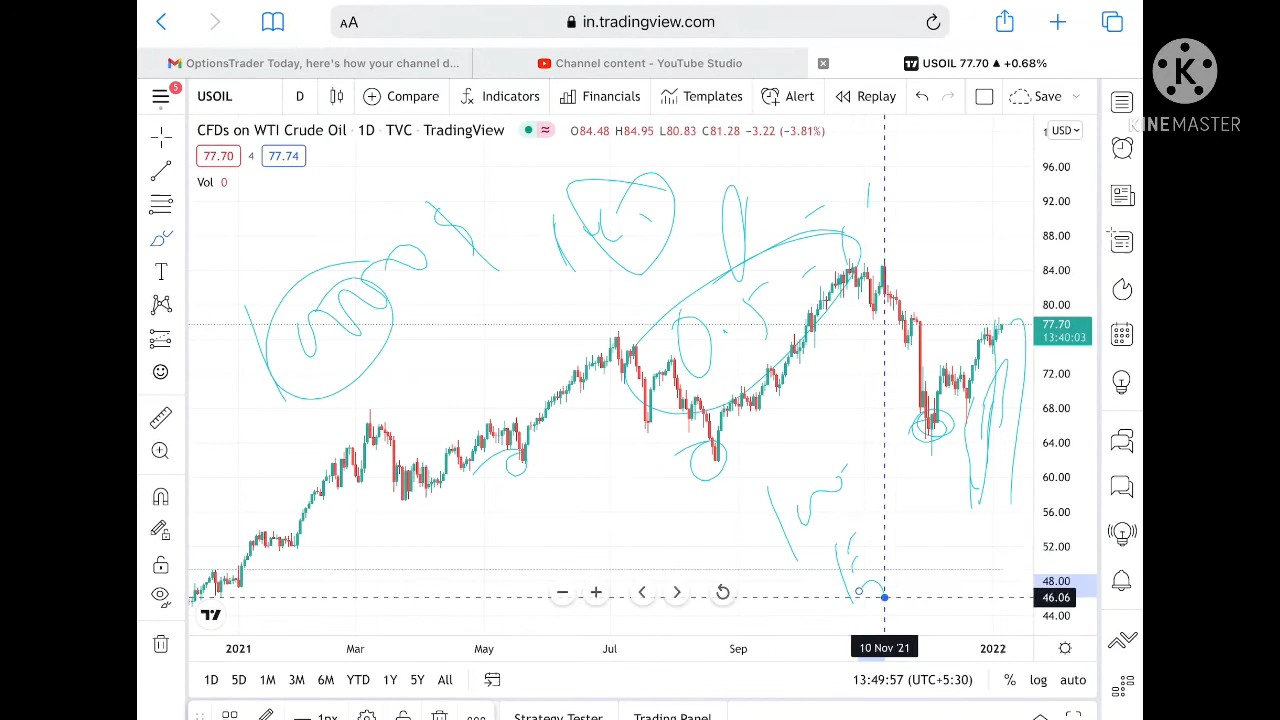 AA in.tradingview.com
OptionsTrader Today, here's how your channel d...
Channel content - YouTube Studio
USOIL 77.70 ▲ +0.68%
K
KINEMASTER
5
USOIL D Compare Indicators Financials Templates Alert Replay Save
CFDs on WTI Crude Oil · 1D · TVC · TradingView O84.48 H84.95 L80.83 C81.28 −3.22 (−3.81%)
USD
77.70 4 77.74
Vol 0
96.00
92.00
88.00
84.00
80.00
77.70
13:40:03
72.00
68.00
64.00
60.00
56.00
52.00
48.00
46.06
44.00
2021 Mar May Jul Sep 10 Nov '21 2022
1D 5D 1M 3M 6M YTD 1Y 5Y All 13:49:57 (UTC+5:30) % log auto
1px Strategy Tester Trading Panel